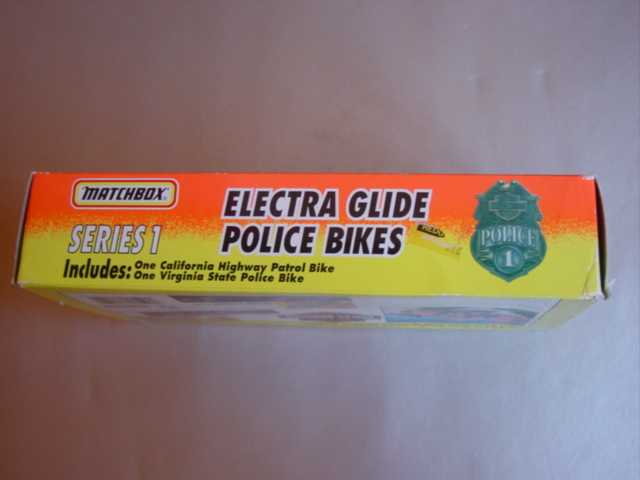 MATCHBOX
ELECTRA GLIDE
POLICE BIKES
SERIES 1
Includes: One California Highway Patrol Bike
One Virginia State Police Bike
POLICE
1